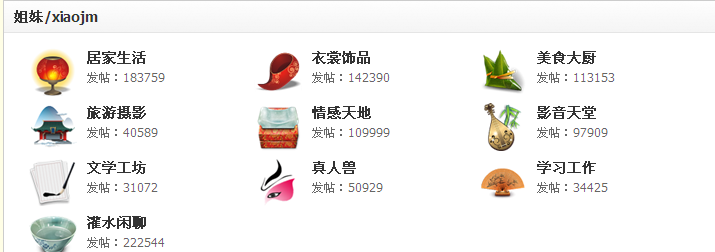 姐妹/xiaojm
居家生活
发帖：183759
衣裳饰品
发帖：142390
美食大厨
发帖：113153
旅游摄影
发帖：40589
情感天地
发帖：109999
影音天堂
发帖：97909
文学工坊
发帖：31072
真人兽
发帖：50929
学习工作
发帖：34425
灌水闲聊
发帖：222544